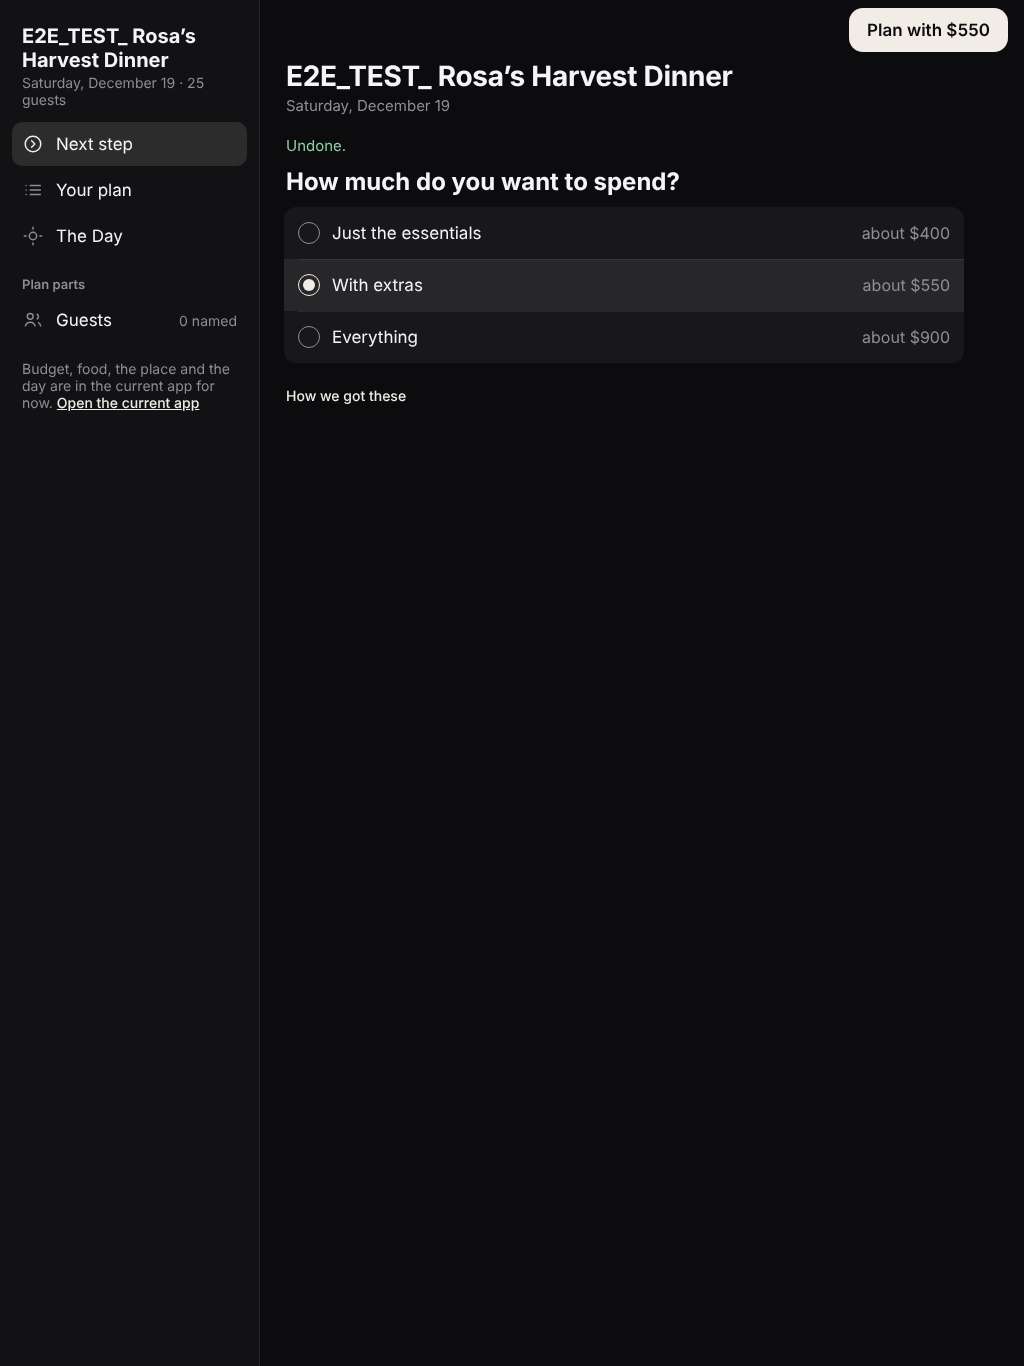 E2E_TEST_ Rosa’s
Harvest Dinner
Saturday, December 19 · 25
guests
Next step
Your plan
The Day
Plan parts
Guests 0 named
Budget, food, the place and the
day are in the current app for
now. Open the current app
Plan with $550
E2E_TEST_ Rosa’s Harvest Dinner
Saturday, December 19
Undone.
How much do you want to spend?
Just the essentials about $400
With extras about $550
Everything about $900
How we got these